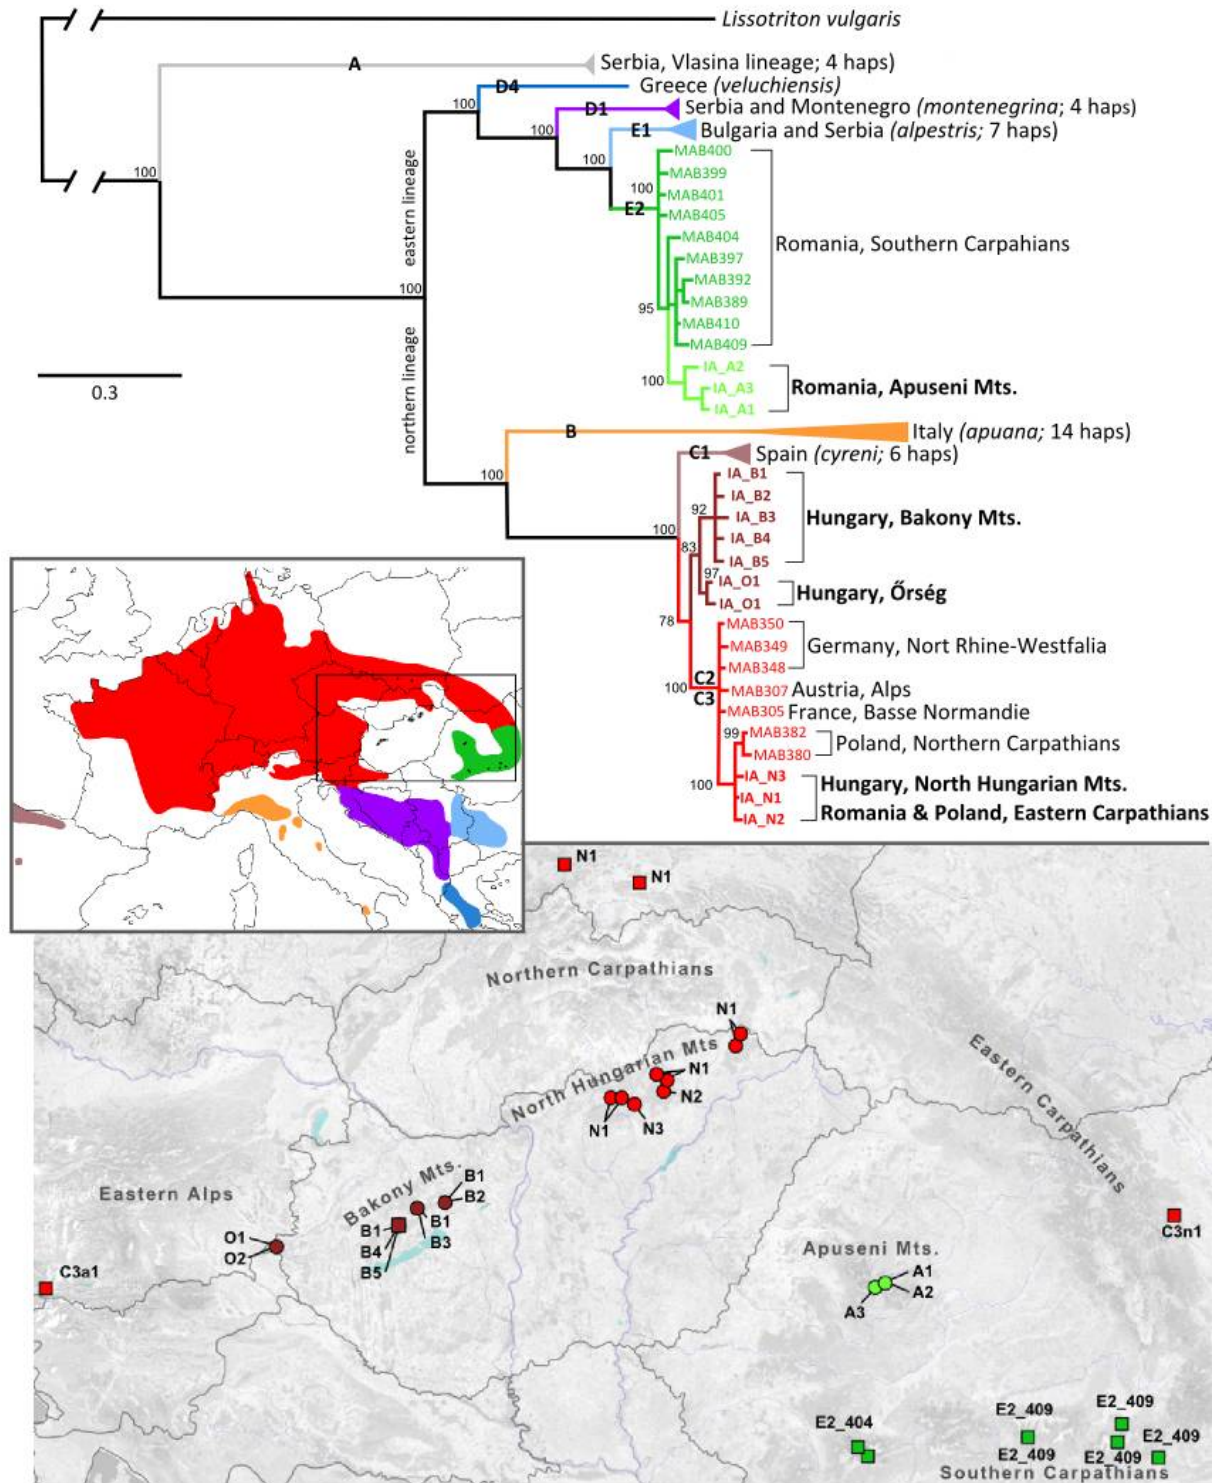 Lissotriton vulgaris
A
Serbia, Vlasina lineage; 4 haps)
D4
Greece (veluchiensis)
100
D1
Serbia and Montenegro (montenegrina; 4 haps)
100
E1
Bulgaria and Serbia (alpestris; 7 haps)
100
MAB400
100
MAB399
100
MAB401
E2
MAB405
eastern lineage
MAB404
Romania, Southern Carpahians
MAB397
MAB392
100
MAB389
95
MAB410
MAB409
IA_A2
100
IA_A3
Romania, Apuseni Mts.
IA_A1
0.3
northern lineage
B
Italy (apuana; 14 haps)
C1
Spain (cyreni; 6 haps)
100
IA_B1
IA_B2
92
IA_B3
Hungary, Bakony Mts.
100
IA_B4
83
IA_B5
97
IA_O1
Hungary, Őrség
IA_O1
78
MAB350
MAB349
Germany, Nort Rhine-Westfalia
MAB348
C2
100
MAB307
Austria, Alps
C3
MAB305
France, Basse Normandie
99
MAB382
Poland, Northern Carpathians
MAB380
100
IA_N3
Hungary, North Hungarian Mts.
IA_N1
Romania & Poland, Eastern Carpathians
IA_N2
N1
N1
Northern Carpathians
N1
North Hungarian Mts
N1
N2
N1
N3
Eastern Carpathians
Eastern Alps
Bakony Mts.
B1
B2
B1
B1
B4
B3
B5
O1
O2
C3a1
C3n1
Apuseni Mts.
A1
A2
A3
E2_404
E2_409
E2_409
E2_409
E2_409
E2_409
Southern Carpathians